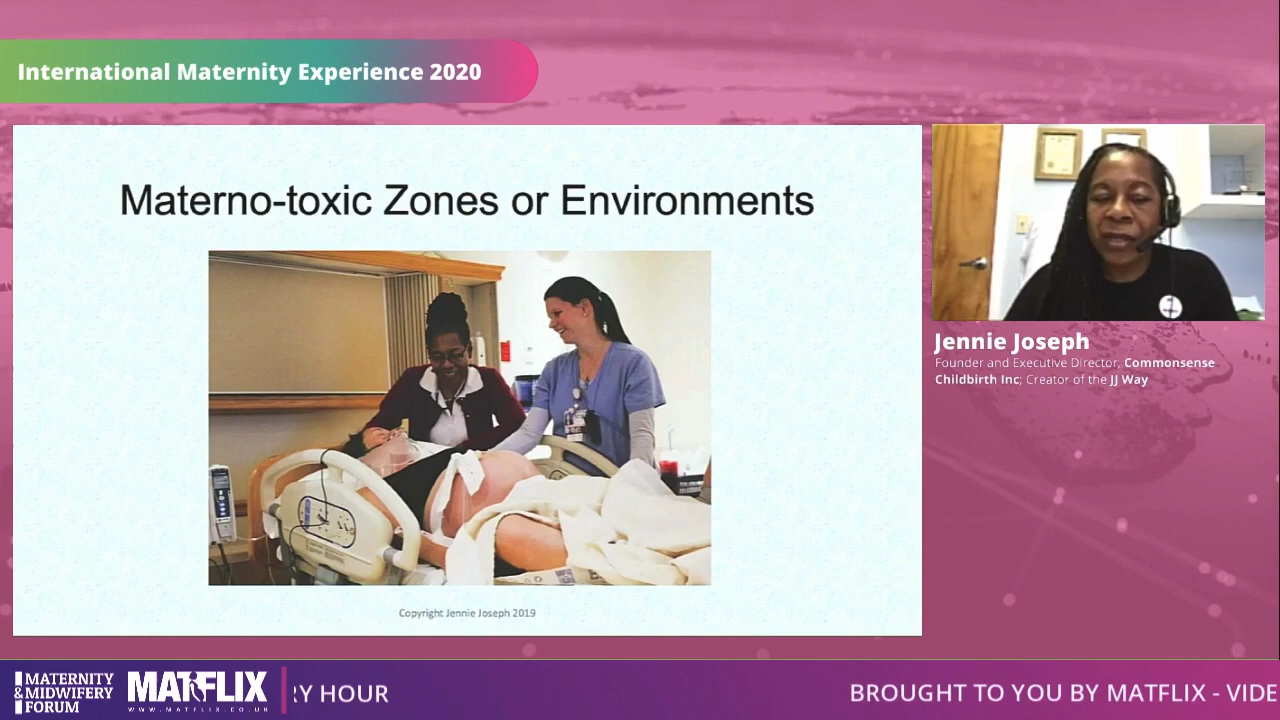 International Maternity Experience 2020
Materno-toxic Zones or Environments
Copyright Jennie Joseph 2019
Jennie Joseph
Founder and Executive Director, Commonsense
Childbirth Inc; Creator of the JJ Way
MATERNITY
&MIDWIFERY
FORUM
MATFLIX
WWW.MATFLIX.CO.UK
RY HOUR
BROUGHT TO YOU BY MATFLIX - VIDE